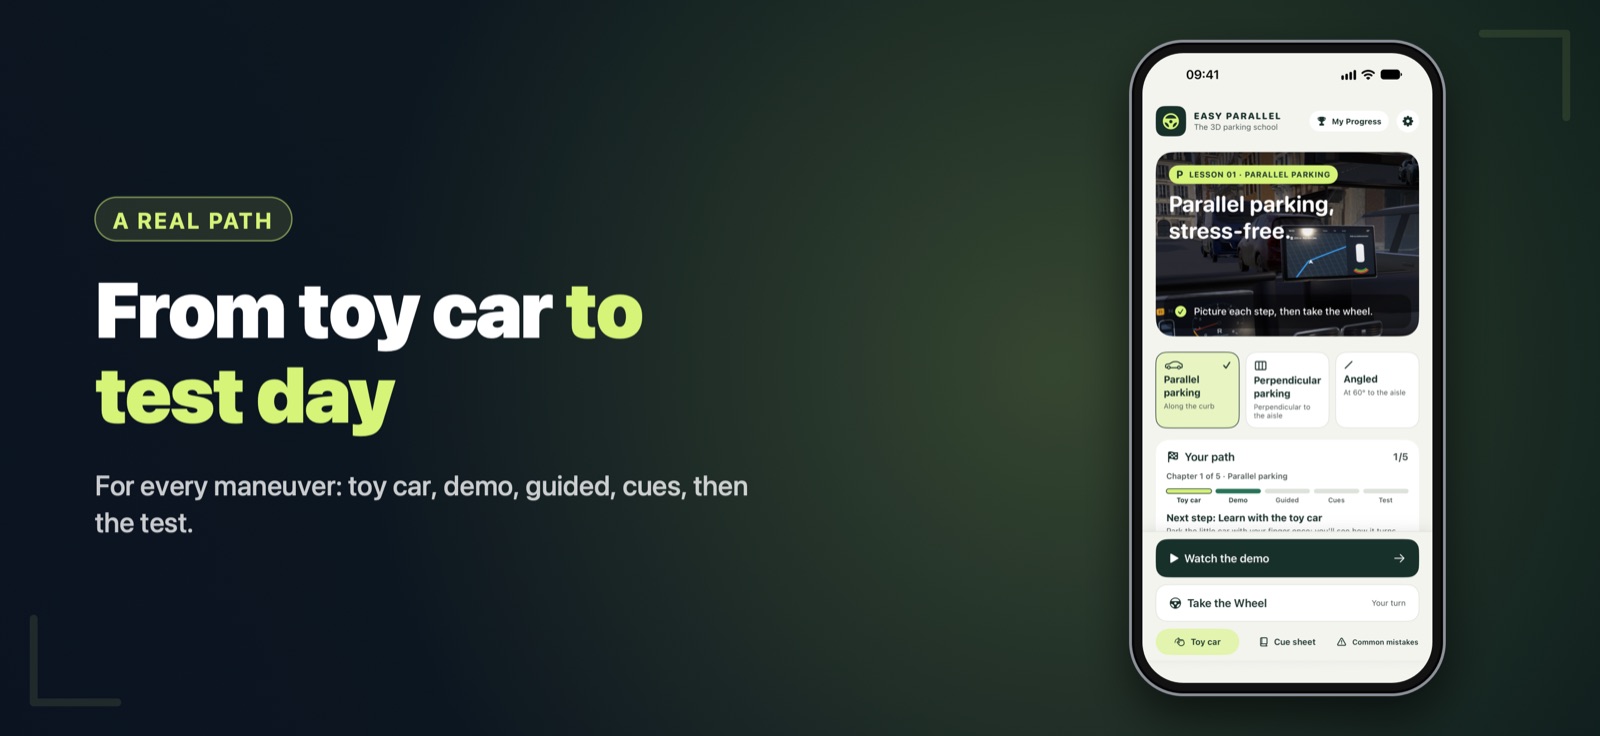 A REAL PATH
From toy car to
test day
For every maneuver: toy car, demo, guided, cues, then
the test.
09:41
EASY PARALLEL
The 3D parking school
My Progress
P LESSON 01 · PARALLEL PARKING
Parallel parking,
stress-free.
Picture each step, then take the wheel.
Parallel
parking
Along the curb
Perpendicular
parking
Perpendicular to
the aisle
Angled
At 60° to the aisle
Your path
1/5
Chapter 1 of 5 · Parallel parking
Toy car
Demo
Guided
Cues
Test
Next step: Learn with the toy car
Watch the demo
Take the Wheel
Your turn
Toy car
Cue sheet
Common mistakes